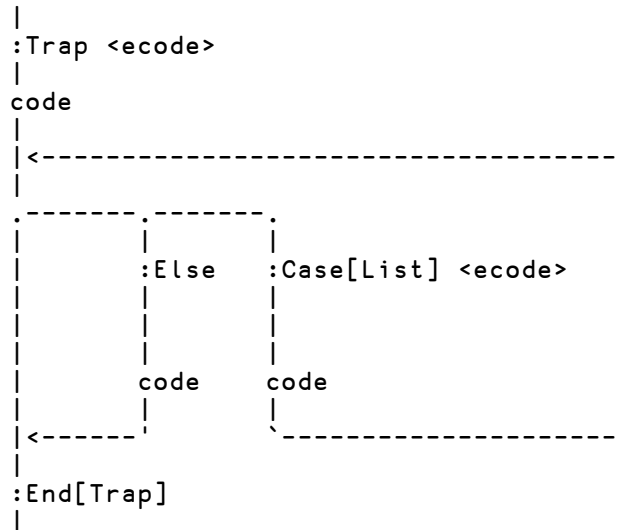 :Trap <ecode>
code
:Else :Case[List] <ecode>
code code
:End[Trap]